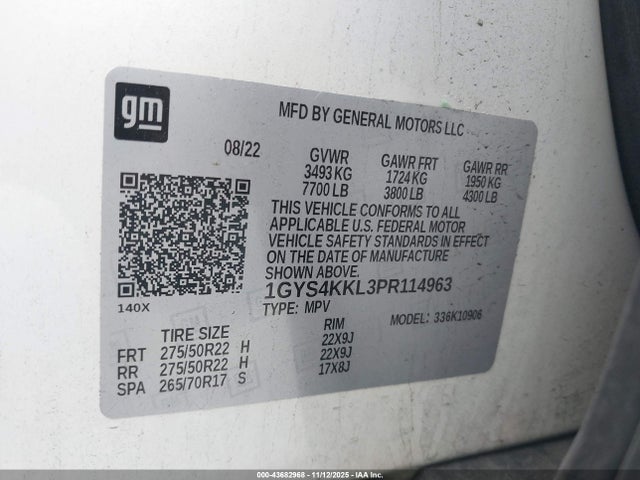 gm
MFD BY GENERAL MOTORS LLC
08/22
GVWR GAWR FRT GAWR RR
3493 KG 1724 KG 1950 KG
7700 LB 3800 LB 4300 LB
THIS VEHICLE CONFORMS TO ALL
APPLICABLE U.S. FEDERAL MOTOR
VEHICLE SAFETY STANDARDS IN EFFECT
ON THE DATE OF MANUFACTURE
SHOWN ABOVE.
1GYS4KKL3PR114963
140X
TYPE: MPV
MODEL: 336K10906
TIRE SIZE RIM
FRT 275/50R22 H 22X9J
RR 275/50R22 H 22X9J
SPA 265/70R17 S 17X8J
000-43682968 - 11/12/2025 - IAA Inc.